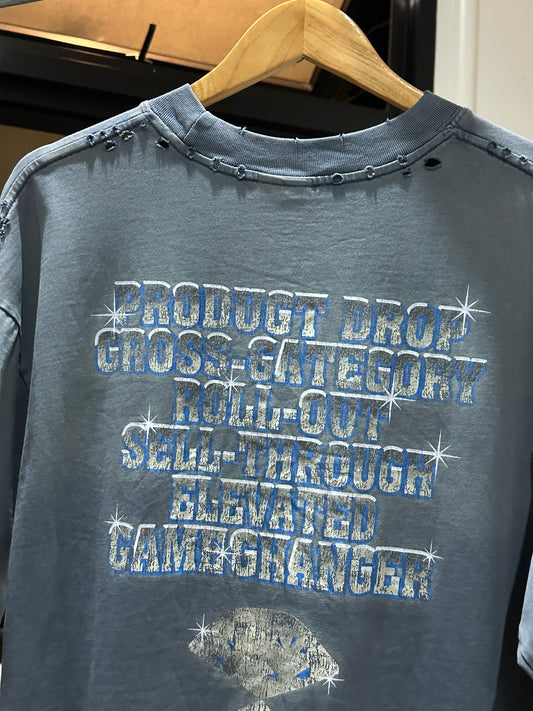 PRODUCT DROP
CROSS-CATEGORY
ROLL-OUT
SELL-THROUGH
ELEVATED
GAMECHANGER